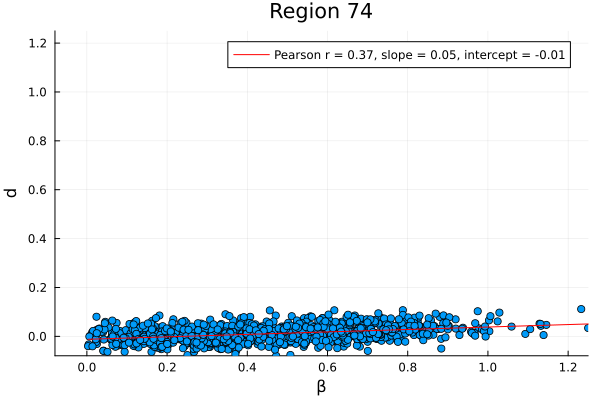 Region 74
Pearson r = 0.37, slope = 0.05, intercept = -0.01
1.2
1.0
0.8
0.6
0.4
0.2
0.0
d
0.0 0.2 0.4 0.6 0.8 1.0 1.2
β